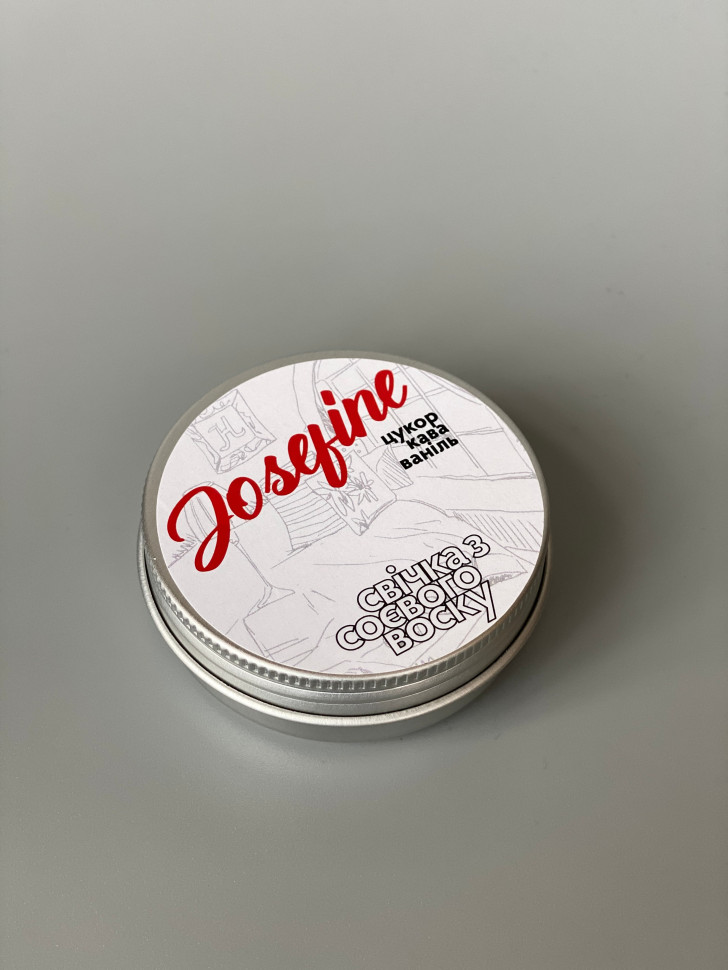 Josefine
цукор
кава
ваніль
свічка з
соєвого
воску
H